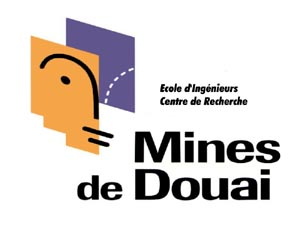 Ecole d'Ingénieurs
Centre de Recherche
Mines
de Douai